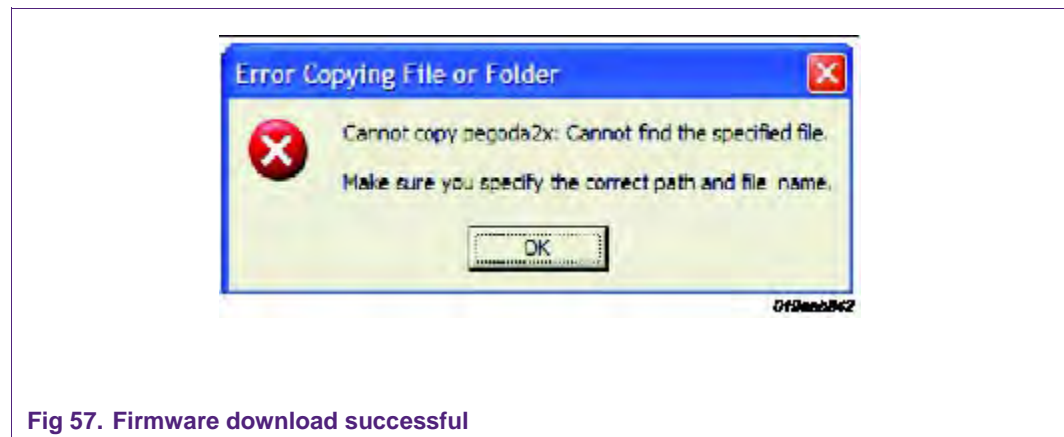 Error Copying File or Folder
Cannot copy pegoda2x: Cannot find the specified file.
Make sure you specify the correct path and file name.
OK
Fig 57. Firmware download successful